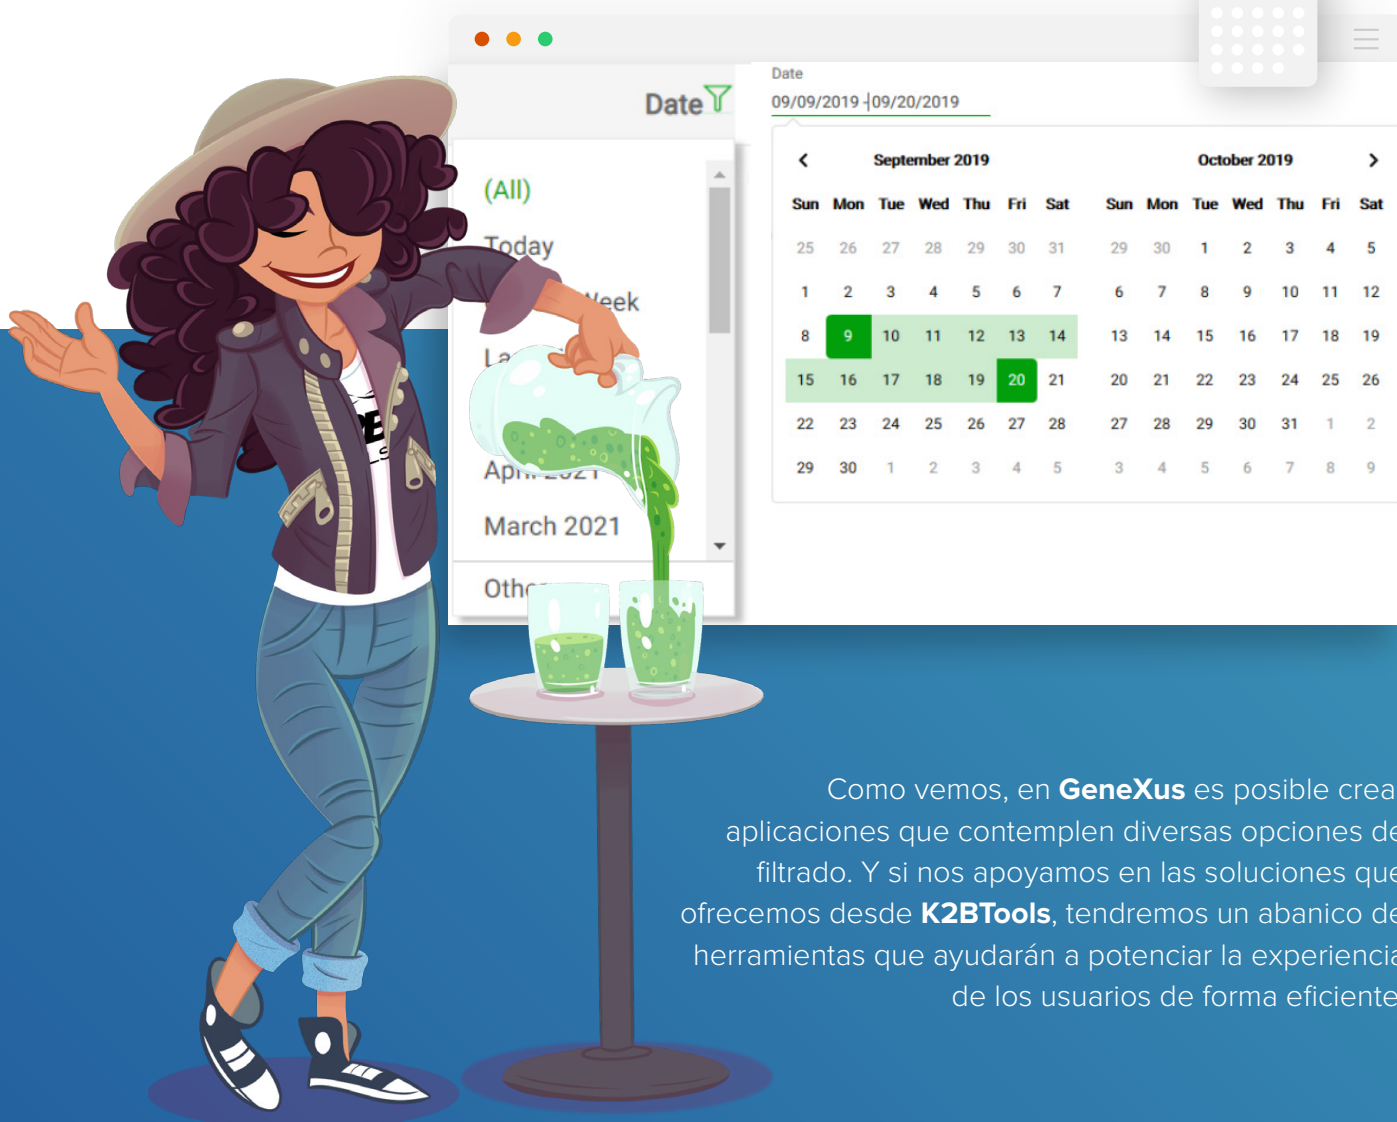 Date
Date
09/09/2019 - 09/20/2019
(All)
Today
Week
April 2021
March 2021
September 2019
Sun Mon Tue Wed Thu Fri Sat
25 26 27 28 29 30 31
1 2 3 4 5 6 7
8 9 10 11 12 13 14
15 16 17 18 19 20 21
22 23 24 25 26 27 28
29 30 1 2 3 4 5
October 2019
Sun Mon Tue Wed Thu Fri Sat
29 30 1 2 3 4 5
6 7 8 9 10 11 12
13 14 15 16 17 18 19
20 21 22 23 24 25 26
27 28 29 30 31 1 2
3 4 5 6 7 8 9
Como vemos, en GeneXus es posible crea
aplicaciones que contemplen diversas opciones de
filtrado. Y si nos apoyamos en las soluciones que
ofrecemos desde K2BTools, tendremos un abanico de
herramientas que ayudarán a potenciar la experiencia
de los usuarios de forma eficiente